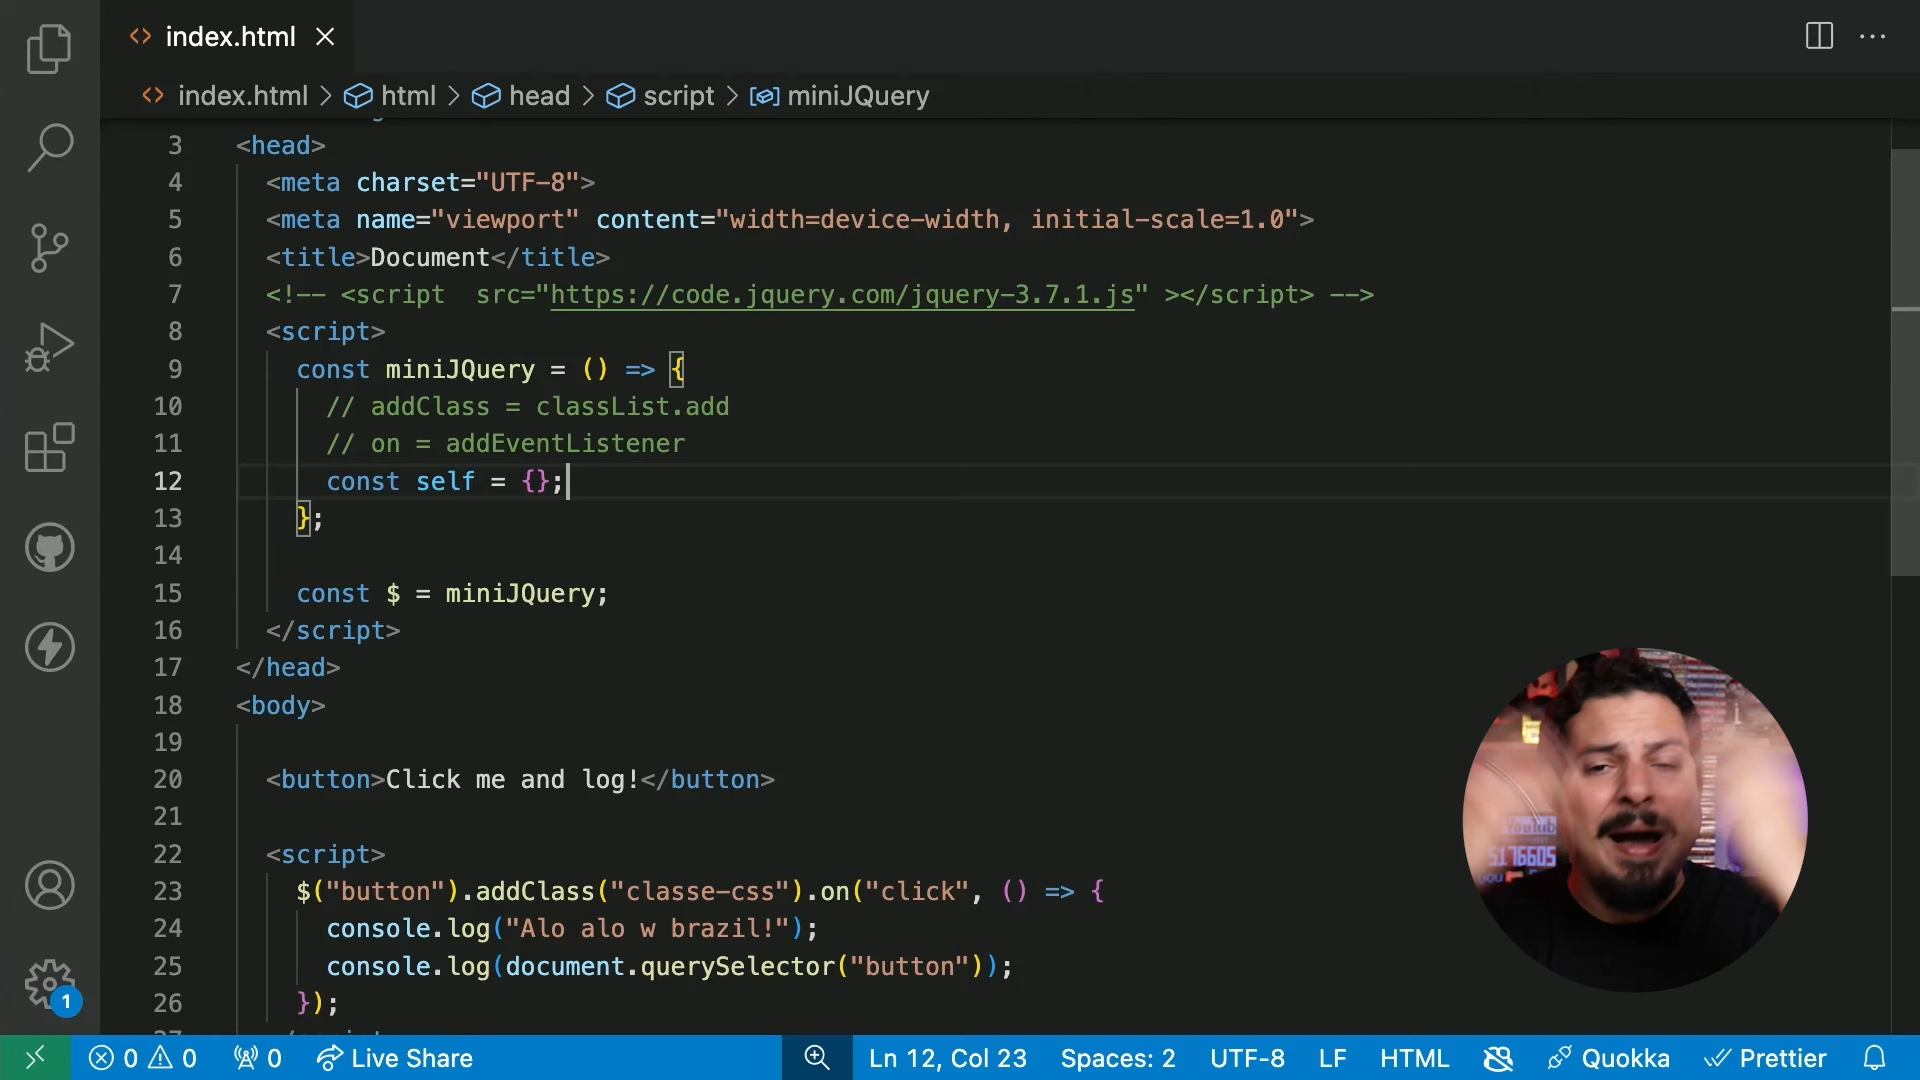 index.html
index.html > html > head > script > miniJQuery
3 <head>
4 <meta charset="UTF-8">
5 <meta name="viewport" content="width=device-width, initial-scale=1.0">
6 <title>Document</title>
7 <!-- <script  src="https://code.jquery.com/jquery-3.7.1.js" ></script> -->
8 <script>
9 const miniJQuery = () => {
10 // addClass = classList.add
11 // on = addEventListener
12 const self = {};
13 };
14
15 const $ = miniJQuery;
16 </script>
17 </head>
18 <body>
19
20 <button>Click me and log!</button>
21
22 <script>
23 $("button").addClass("classe-css").on("click", () => {
24 console.log("Alo alo w brazil!");
25 console.log(document.querySelector("button"));
26 });
YouTub
5176605
1
0 0 0 Live Share Ln 12, Col 23 Spaces: 2 UTF-8 LF HTML Quokka Prettier